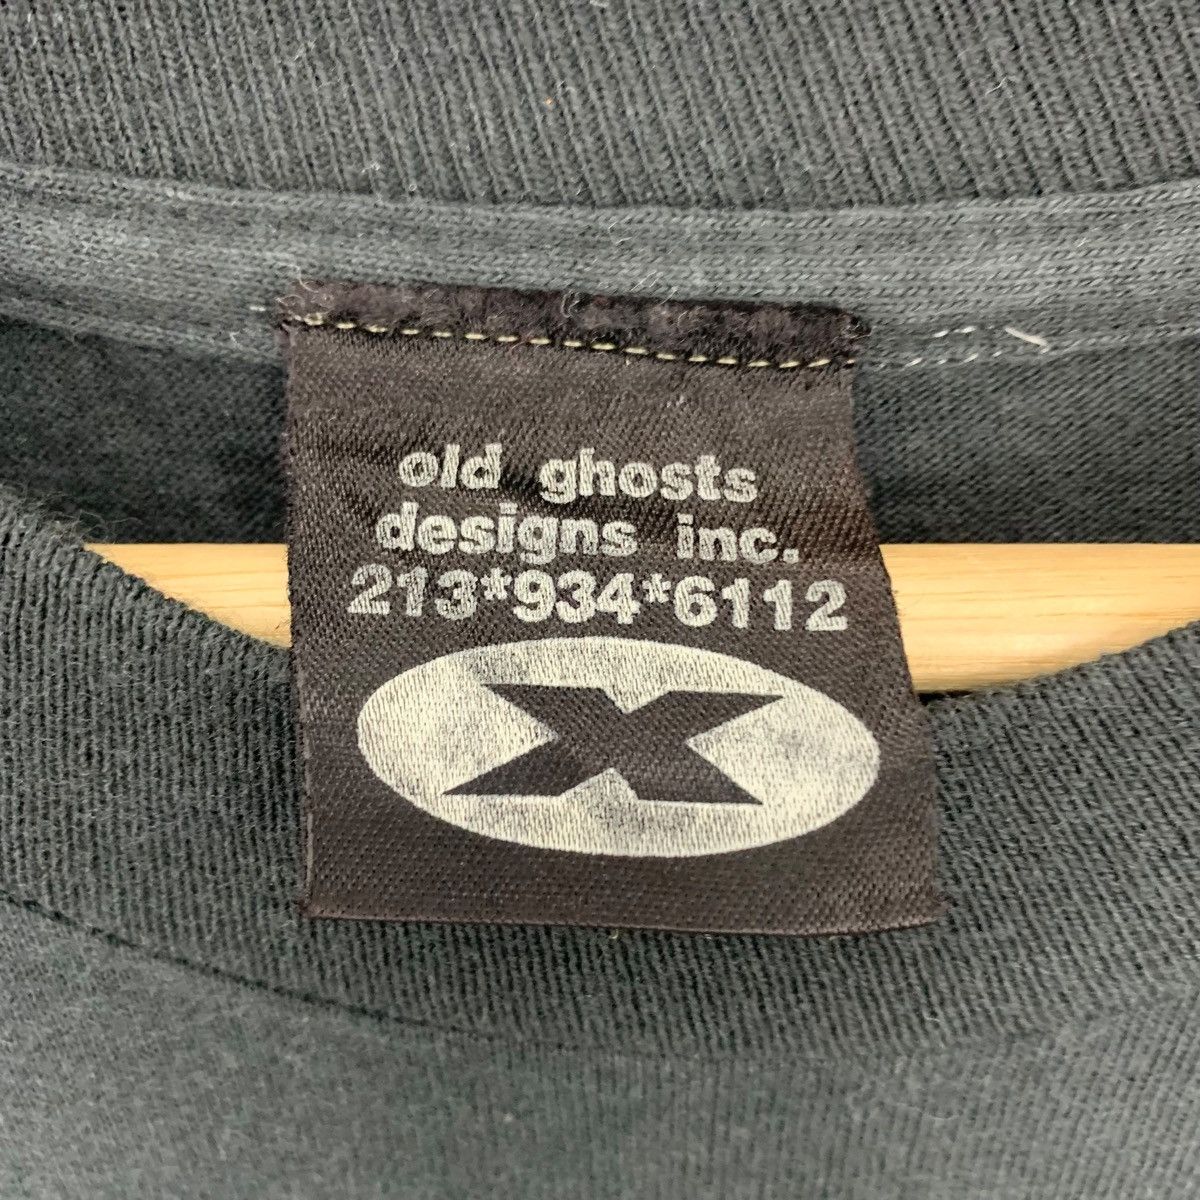 old ghosts
designs inc.
213*934*6112
X